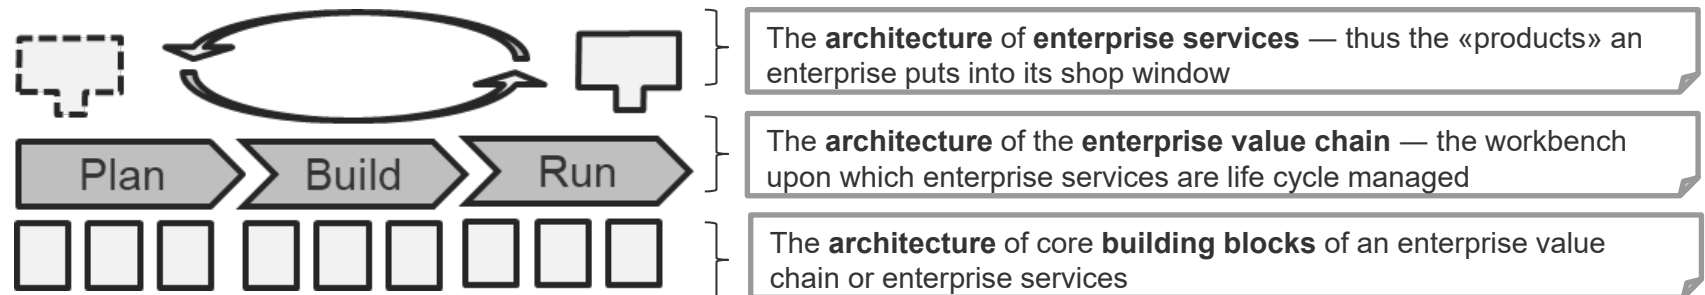 The architecture of enterprise services — thus the «products» an
enterprise puts into its shop window
Plan
Build
Run
The architecture of the enterprise value chain — the workbench
upon which enterprise services are life cycle managed
The architecture of core building blocks of an enterprise value
chain or enterprise services